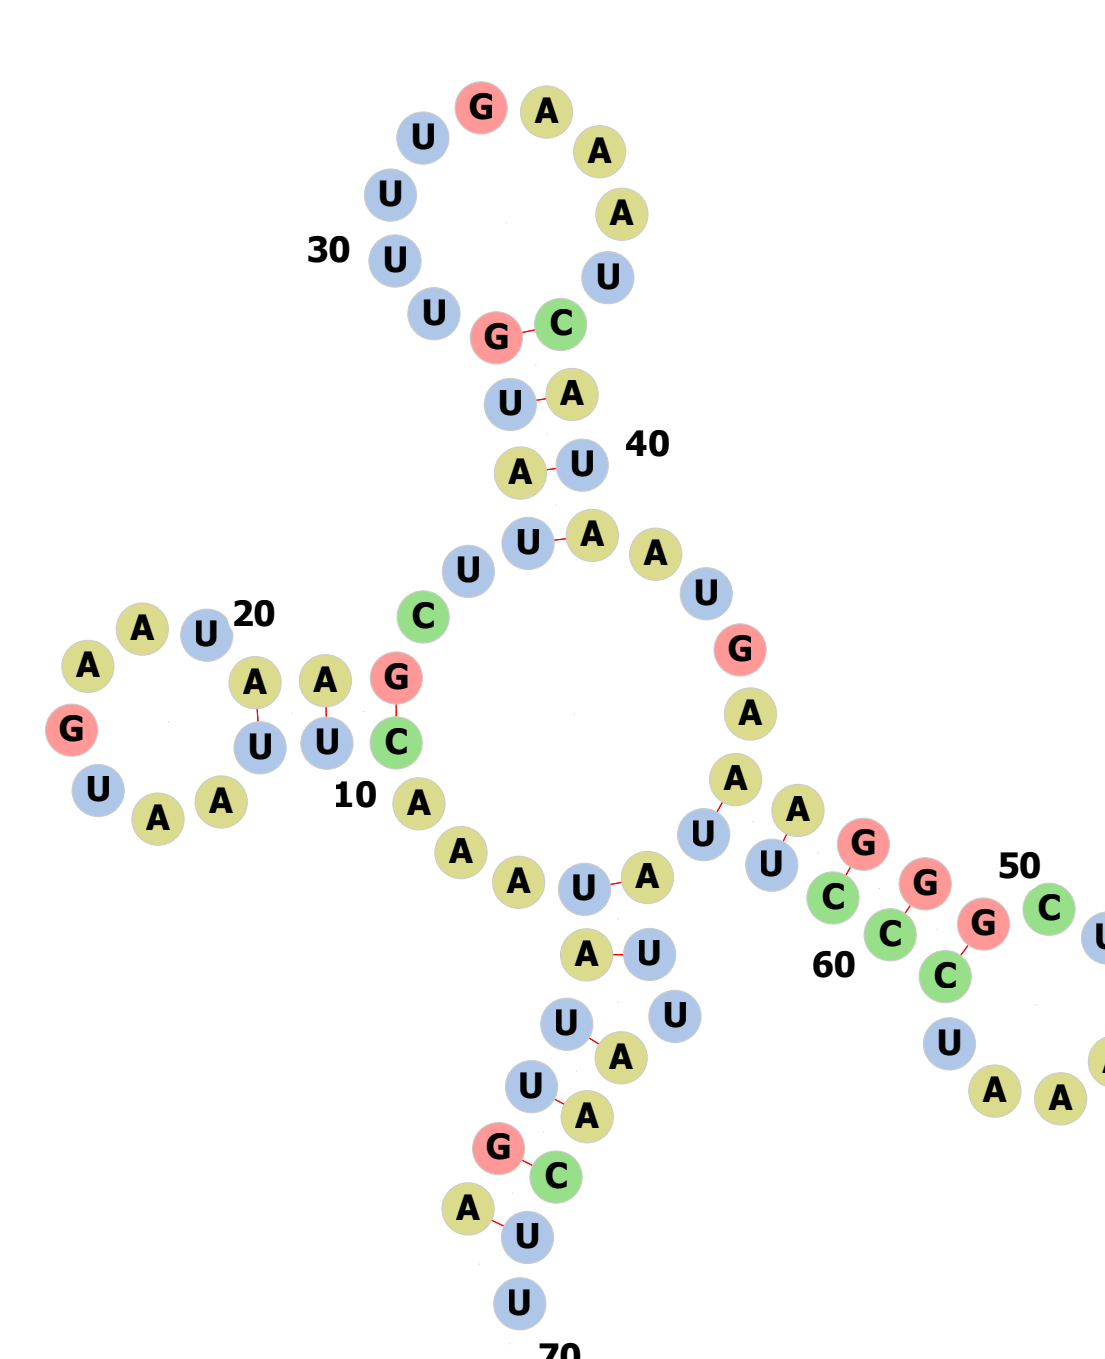 G A
U A
U A
30 U U
U G C
U A
A U 40
U A A
U U
A U 20 C
A A A G G
G U U C A
U A 10 A A A
A U A G
A U G 50 C
A U A C G
C
A U 60 C
U U U
A A A
U A
G C
A U
U
70